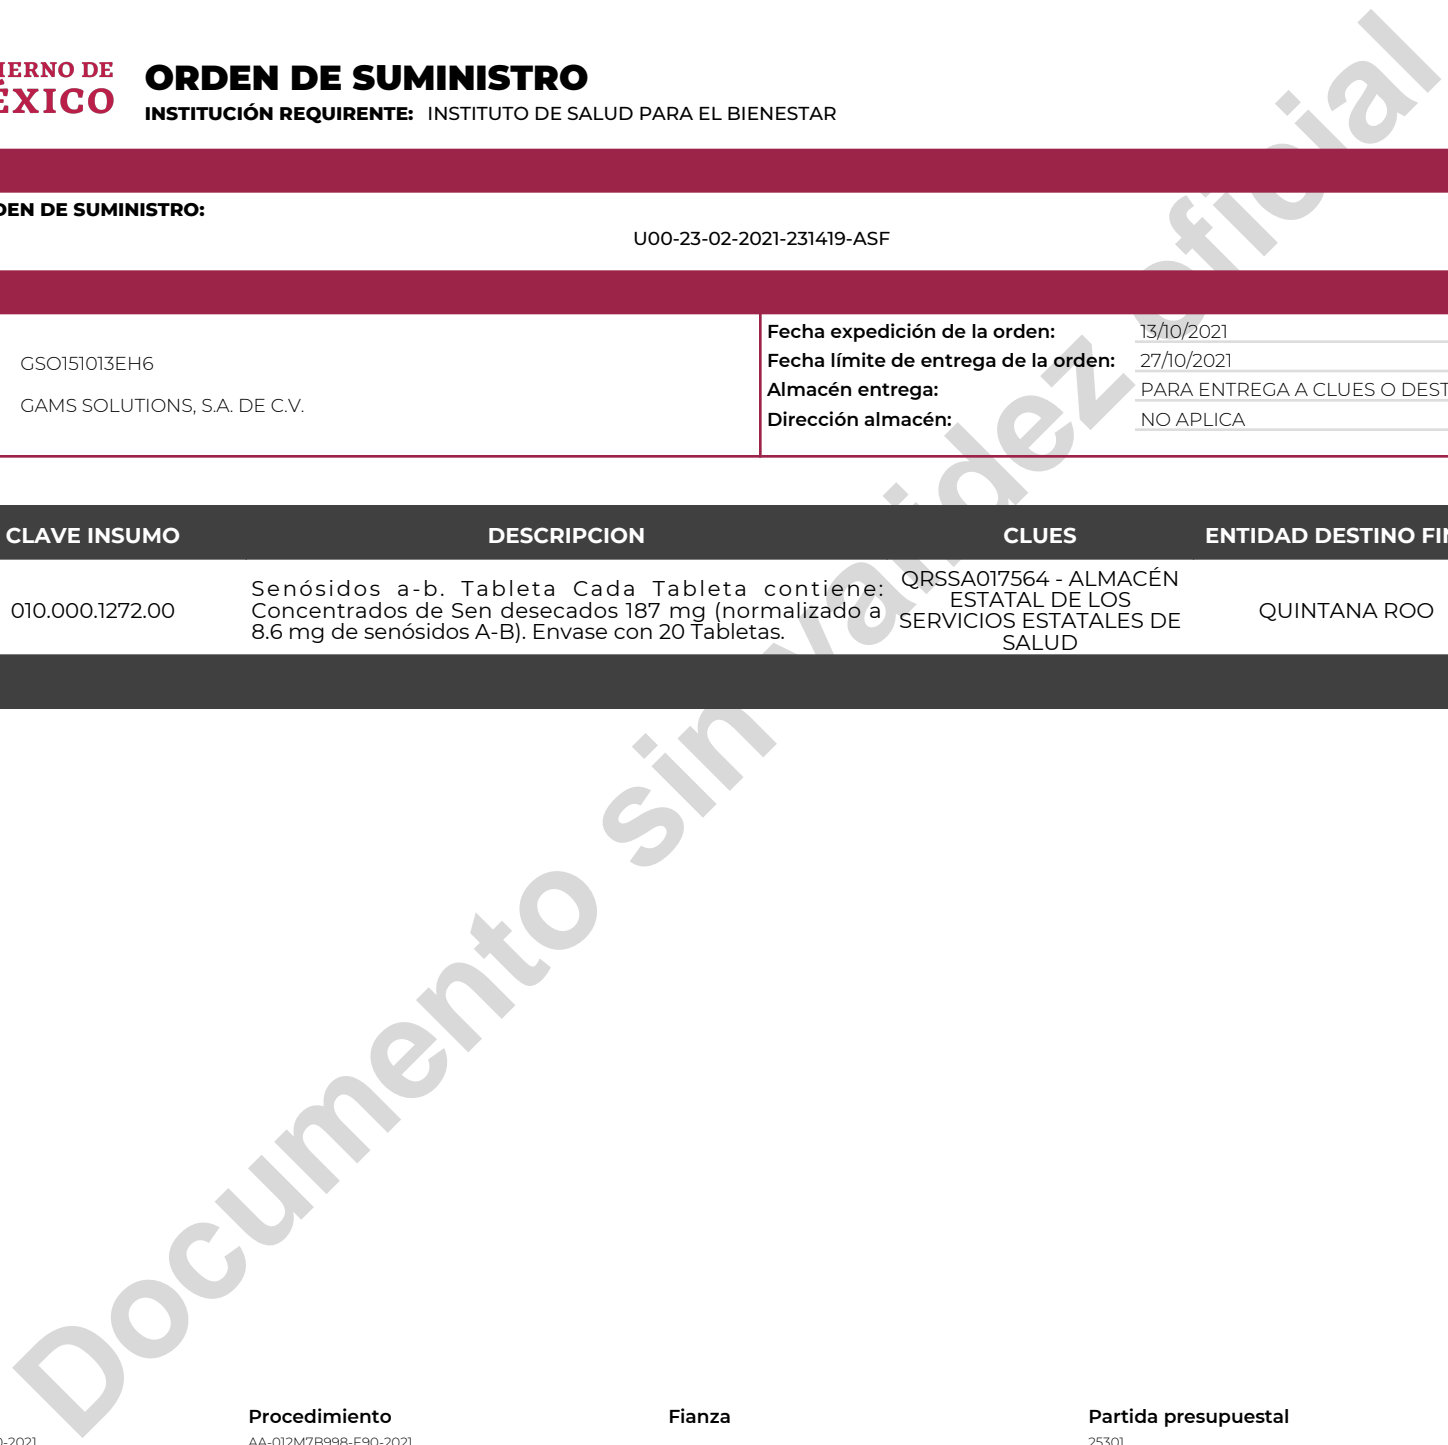 IERNO DE
ÉXICO
ORDEN DE SUMINISTRO
INSTITUCIÓN REQUIRENTE: INSTITUTO DE SALUD PARA EL BIENESTAR
DEN DE SUMINISTRO:
U00-23-02-2021-231419-ASF
GSO151013EH6
GAMS SOLUTIONS, S.A. DE C.V.
Fecha expedición de la orden: 13/10/2021
Fecha límite de entrega de la orden: 27/10/2021
Almacén entrega: PARA ENTREGA A CLUES O DEST
Dirección almacén: NO APLICA
CLAVE INSUMO DESCRIPCION CLUES ENTIDAD DESTINO FIN
010.000.1272.00
Senósidos a-b. Tableta Cada Tableta contiene:
Concentrados de Sen desecados 187 mg (normalizado a
8.6 mg de senósidos A-B). Envase con 20 Tabletas.
QRSSA017564 - ALMACÉN
ESTATAL DE LOS
SERVICIOS ESTATALES DE
SALUD
QUINTANA ROO
Documento sin validez oficial
Procedimiento Fianza Partida presupuestal
0-2021 AA-012M7B998-E90-2021 25301